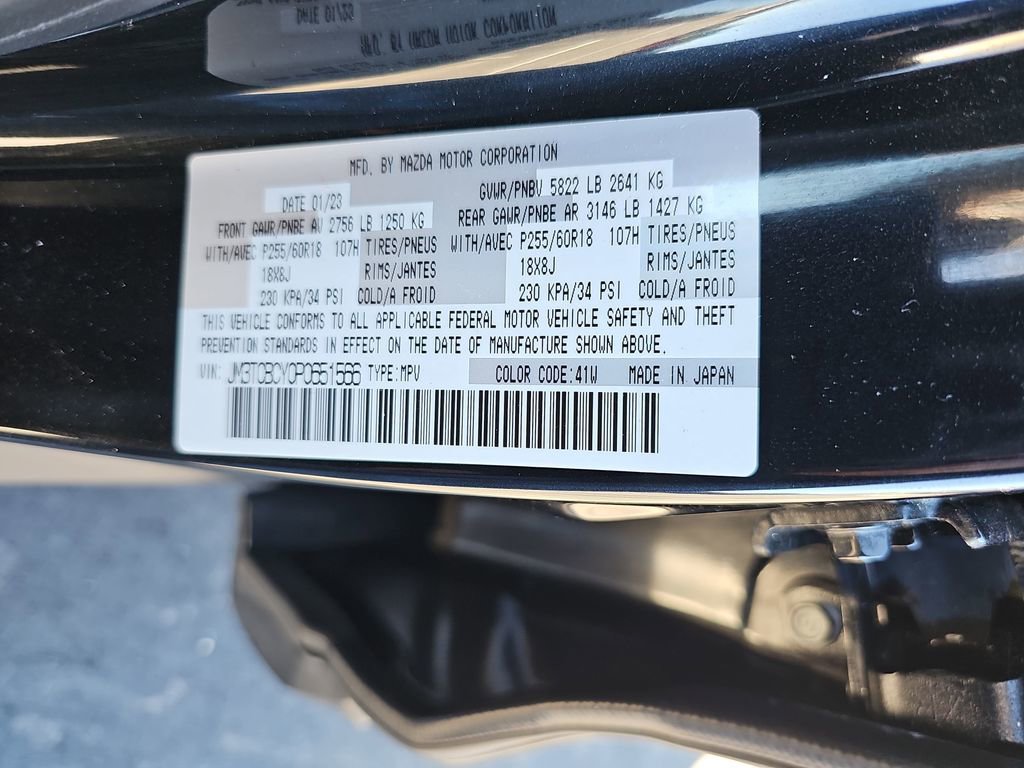 DATE 01/23
MFD. BY MAZDA MOTOR CORPORATION
DATE 01/23 GVWR/PNBV 5822 LB 2641 KG
FRONT GAWR/PNBE AV 2756 LB 1250 KG REAR GAWR/PNBE AR 3146 LB 1427 KG
WITH/AVEC P255/60R18 107H TIRES/PNEUS WITH/AVEC P255/60R18 107H TIRES/PNEUS
18X8J RIMS/JANTES 18X8J RIMS/JANTES
230 KPA/34 PSI COLD/A FROID 230 KPA/34 PSI COLD/A FROID
THIS VEHICLE CONFORMS TO ALL APPLICABLE FEDERAL MOTOR VEHICLE SAFETY AND THEFT
PREVENTION STANDARDS IN EFFECT ON THE DATE OF MANUFACTURE SHOWN ABOVE.
VIN: JM3TCBCY0P0651566 TYPE:MPV COLOR CODE:41W MADE IN JAPAN